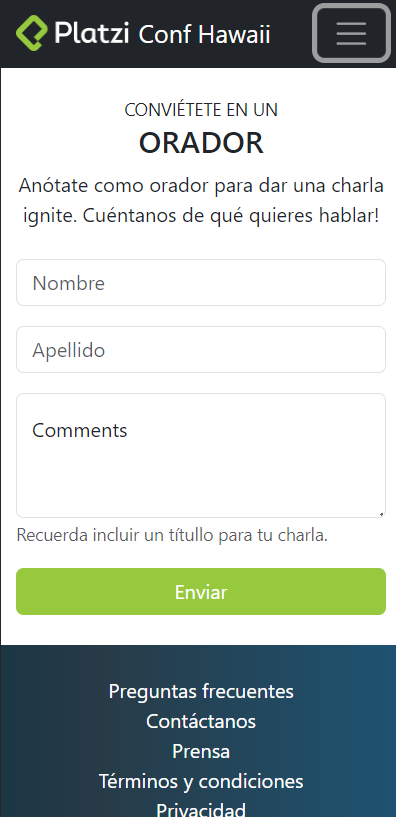 Platzi Conf Hawaii
CONVIÉTETE EN UN
ORADOR
Anótate como orador para dar una charla
ignite. Cuéntanos de qué quieres hablar!
Nombre
Apellido
Comments
Recuerda incluir un títullo para tu charla.
Enviar
Preguntas frecuentes
Contáctanos
Prensa
Términos y condiciones
Privacidad